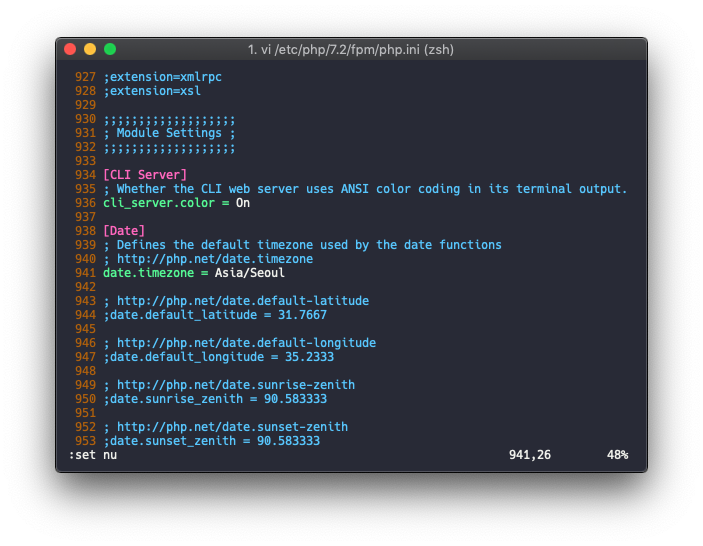 1. vi /etc/php/7.2/fpm/php.ini (zsh)
927 ;extension=xmlrpc
928 ;extension=xsl
929
930 ;;;;;;;;;;;;;;;;;;;
931 ; Module Settings ;
932 ;;;;;;;;;;;;;;;;;;;
933
934 [CLI Server]
935 ; Whether the CLI web server uses ANSI color coding in its terminal output.
936 cli_server.color = On
937
938 [Date]
939 ; Defines the default timezone used by the date functions
940 ; http://php.net/date.timezone
941 date.timezone = Asia/Seoul
942
943 ; http://php.net/date.default-latitude
944 ;date.default_latitude = 31.7667
945
946 ; http://php.net/date.default-longitude
947 ;date.default_longitude = 35.2333
948
949 ; http://php.net/date.sunrise-zenith
950 ;date.sunrise_zenith = 90.583333
951
952 ; http://php.net/date.sunset-zenith
953 ;date.sunset_zenith = 90.583333
:set nu 941,26 48%